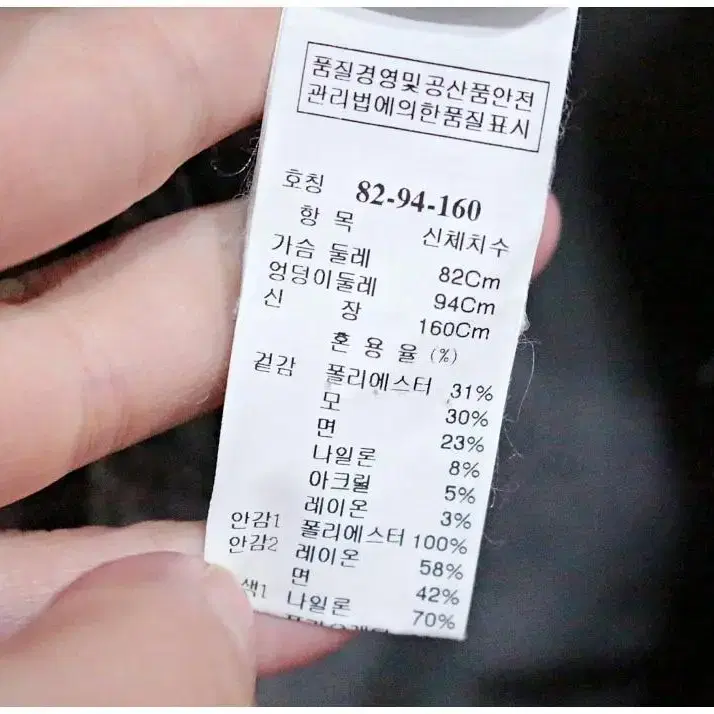 품질경영및공산품안전
관리법에의한품질표시
호칭 82-94-160
항 목 신체치수
가슴 둘레 82Cm
엉덩이둘레 94Cm
신 장 160Cm
혼 용 율 (%)
겉감 폴리에스터 31%
모 30%
면 23%
나일론 8%
아크릴 5%
레이온 3%
안감1 폴리에스터 100%
안감2 레이온 58%
면 42%
색1 나일론 70%